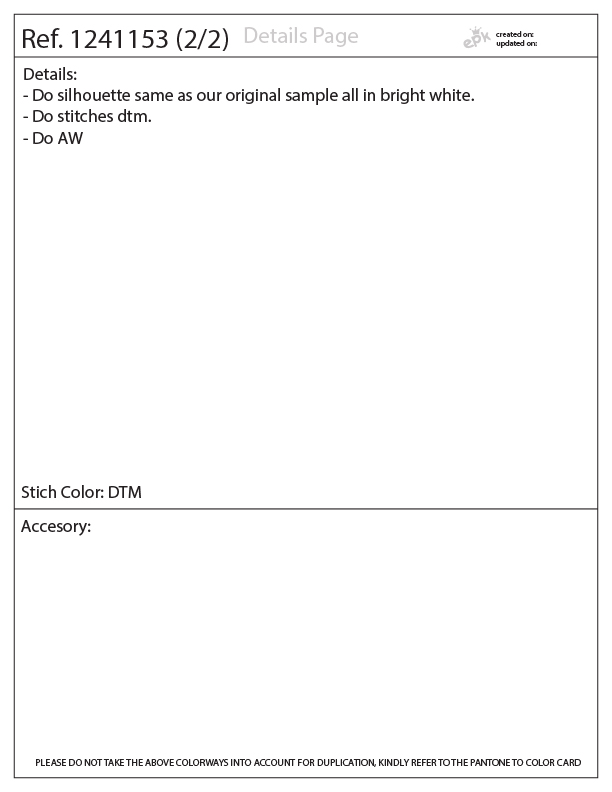 Ref. 1241153 (2/2) Details Page
epk
created on:
updated on:
Details:
- Do silhouette same as our original sample all in bright white.
- Do stitches dtm.
- Do AW
Stich Color: DTM
Accesory:
PLEASE DO NOT TAKE THE ABOVE COLORWAYS INTO ACCOUNT FOR DUPLICATION, KINDLY REFER TO THE PANTONE TO COLOR CARD